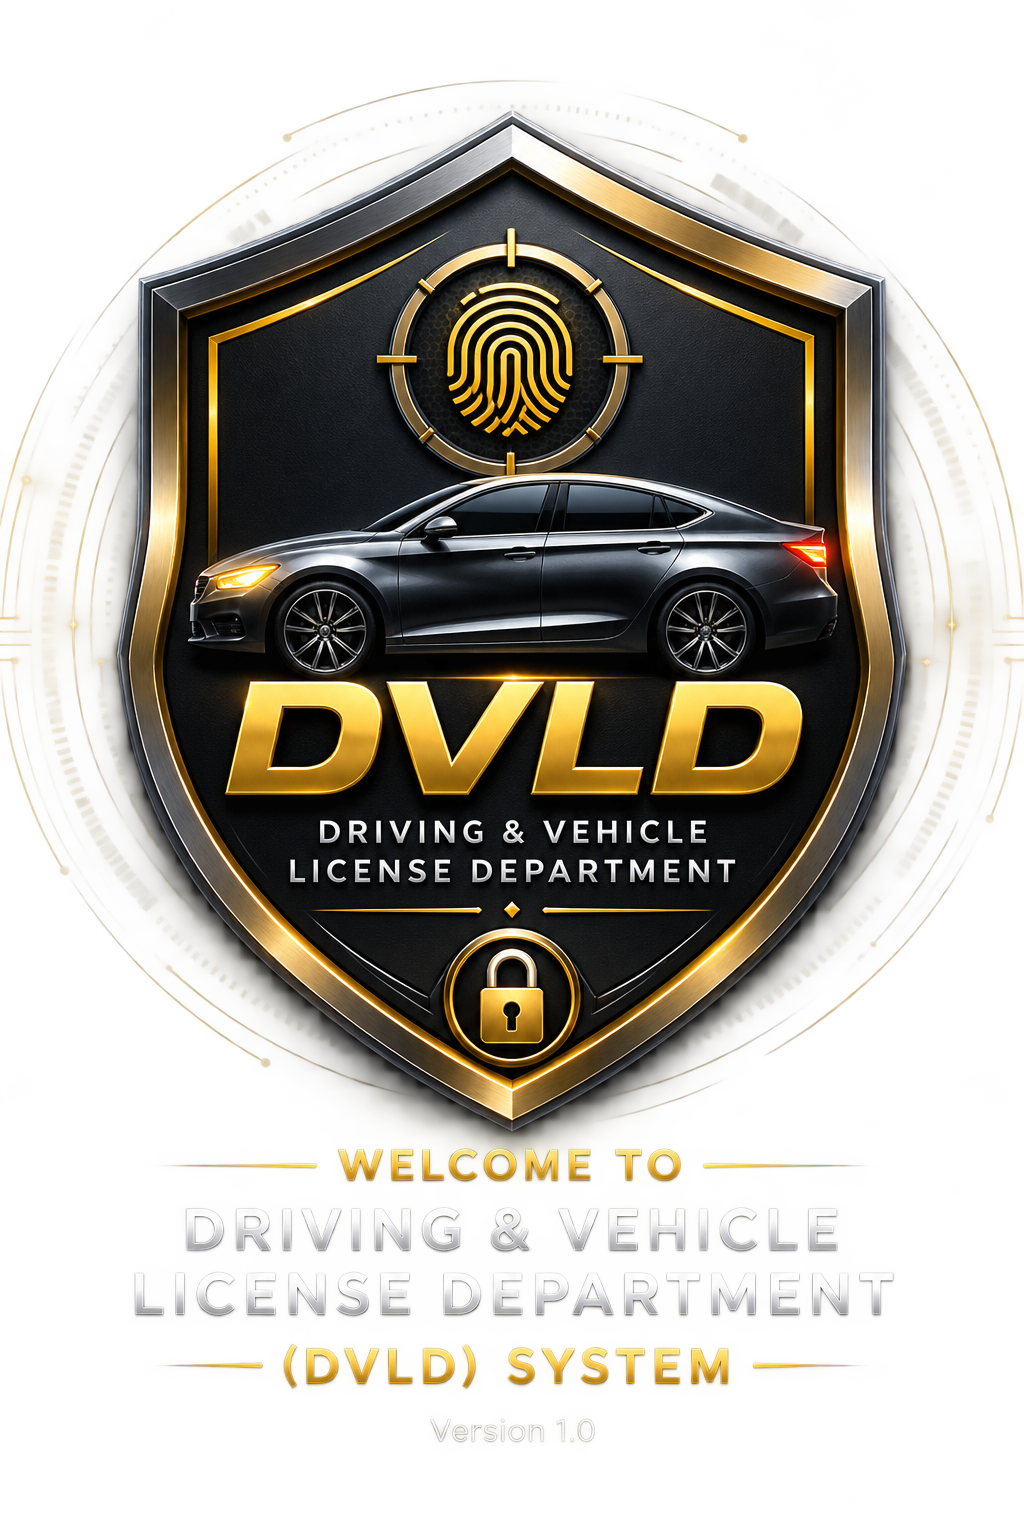 DVLD
DRIVING & VEHICLE
LICENSE DEPARTMENT
WELCOME TO
DRIVING & VEHICLE
LICENSE DEPARTMENT
(DVLD) SYSTEM
Version 1.0